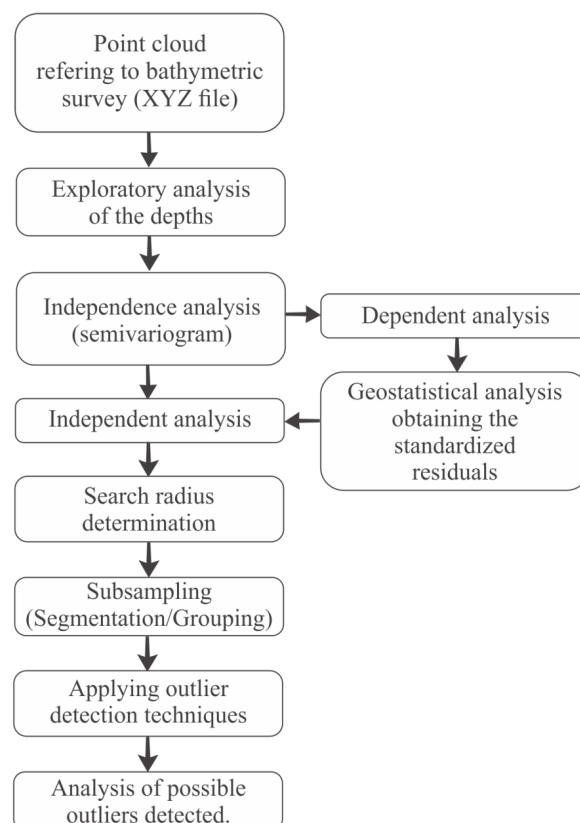 Point cloud
refering to bathymetric
survey (XYZ file)
Exploratory analysis
of the depths
Independence analysis
(semivariogram)
Dependent analysis
Geostatistical analysis
obtaining the
standardized
residuals
Independent analysis
Search radius
determination
Subsampling
(Segmentation/Grouping)
Applying outlier
detection techniques
Analysis of possible
outliers detected.